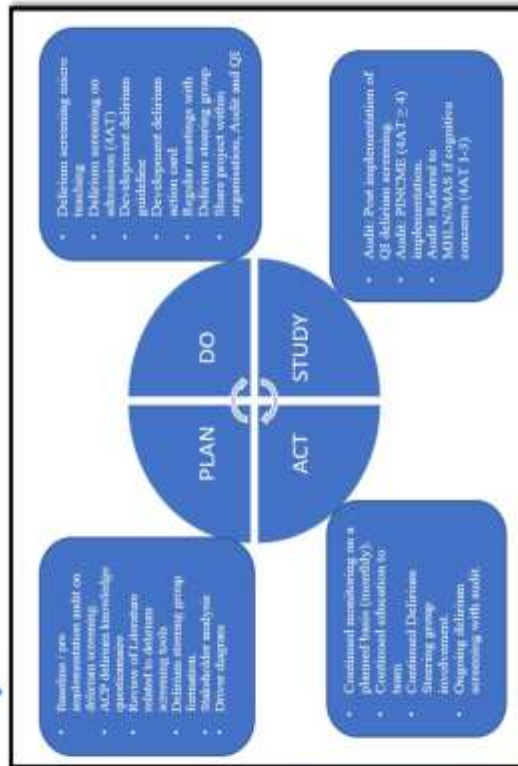 • Baseline / pre
implementation audit on
delirium screening
• ACP delirium knowledge
questionnaire
• Review of Literature
related to delirium
screening tools
• Delirium steering group
formation
• Stakeholder analysis
• Driver diagram
PLAN
DO
• Delirium screening micro
teaching
• Delirium screening on
admission (4AT)
• Development delirium
guideline
• Development delirium
action card
• Regular meetings with
Delirium steering group
• Share project within
organisation, Audit and QI
• Continued monitoring on a
planned basis (monthly).
• Continued education to
team
• Continued Delirium
Steering group
involvement.
• Ongoing delirium
screening with audit.
ACT
STUDY
• Audit: Post implementation of
QI delirium screening
• Audit: PINCHME (4AT ≥ 4)
implementation.
• Audit: Referred to
MHLN/MAS if cognitive
concerns (4AT 1-3)